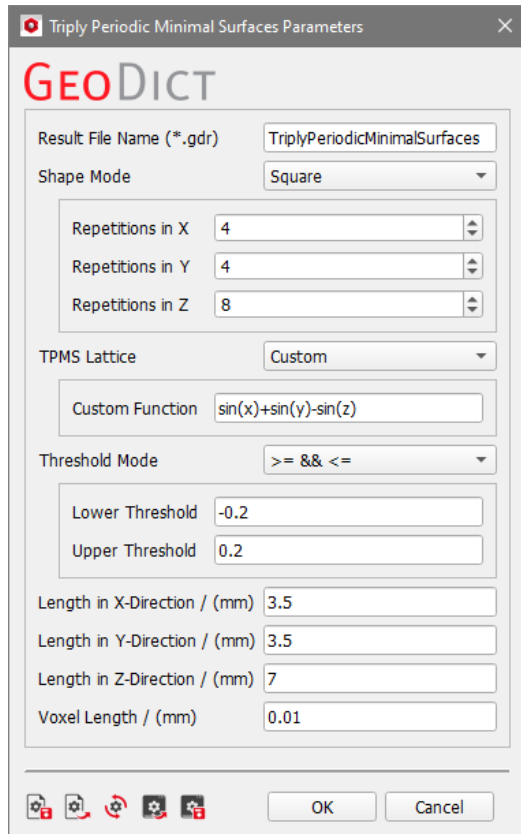 Triply Periodic Minimal Surfaces Parameters
GEODICT
Result File Name (*.gdr) TriplyPeriodicMinimalSurfaces
Shape Mode Square
Repetitions in X 4
Repetitions in Y 4
Repetitions in Z 8
TPMS Lattice Custom
Custom Function sin(x)+sin(y)-sin(z)
Threshold Mode >= && <=
Lower Threshold -0.2
Upper Threshold 0.2
Length in X-Direction / (mm) 3.5
Length in Y-Direction / (mm) 3.5
Length in Z-Direction / (mm) 7
Voxel Length / (mm) 0.01
OK Cancel